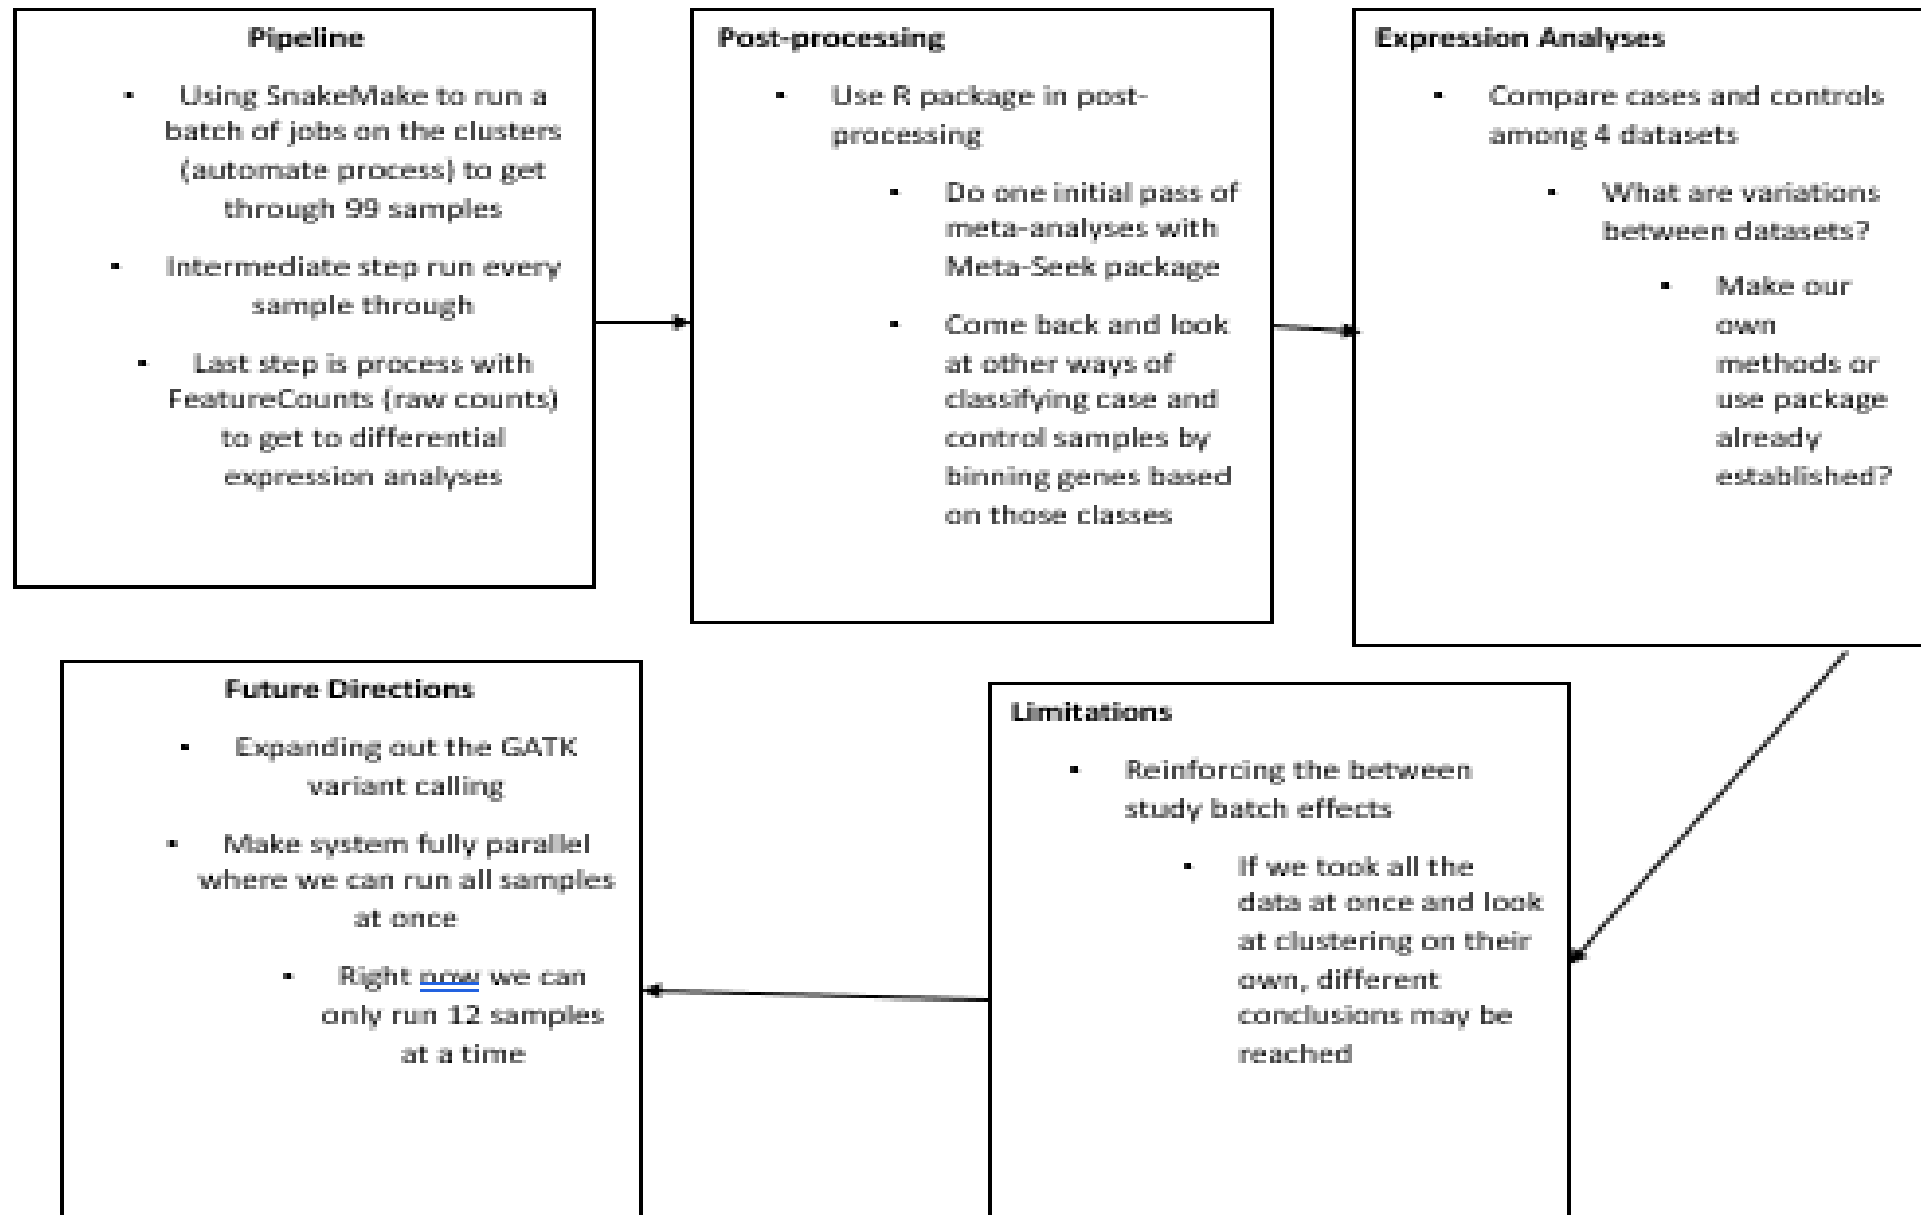 Pipeline
▪ Using SnakeMake to run a
batch of jobs on the clusters
(automate process) to get
through 99 samples
▪ Intermediate step run every
sample through
▪ Last step is process with
FeatureCounts (raw counts)
to get to differential
expression analyses
Post-processing
▪ Use R package in post-
processing
▪ Do one initial pass of
meta-analyses with
Meta-Seek package
▪ Come back and look
at other ways of
classifying case and
control samples by
binning genes based
on those classes
Expression Analyses
▪ Compare cases and controls
among 4 datasets
▪ What are variations
between datasets?
▪ Make our
own
methods or
use package
already
established?
Limitations
▪ Reinforcing the between
study batch effects
▪ If we took all the
data at once and look
at clustering on their
own, different
conclusions may be
reached
Future Directions
▪ Expanding out the GATK
variant calling
▪ Make system fully parallel
where we can run all samples
at once
▪ Right now we can
only run 12 samples
at a time